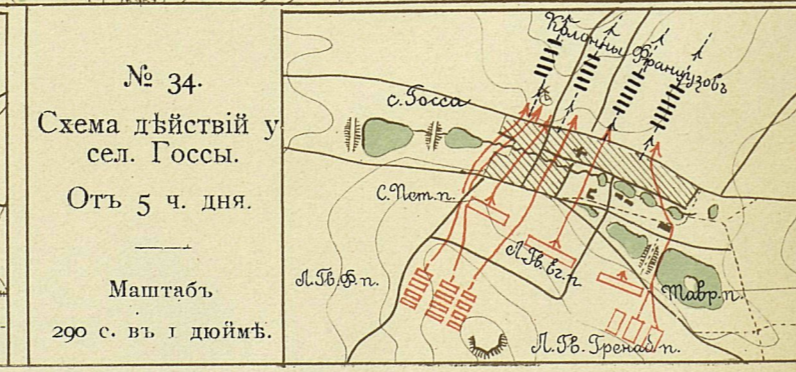 № 34.
Схема дѣйствій у
сел. Госсы.
Отъ 5 ч. дня.
Маштабъ
290 с. въ 1 дюймѣ.
Колонны Французовъ
с. Госса
С. Пет. п.
Л. Гв. вг. п.
Л. Гв. Ф. п.
Тавр. п.
Л. Гв. Гренад п.